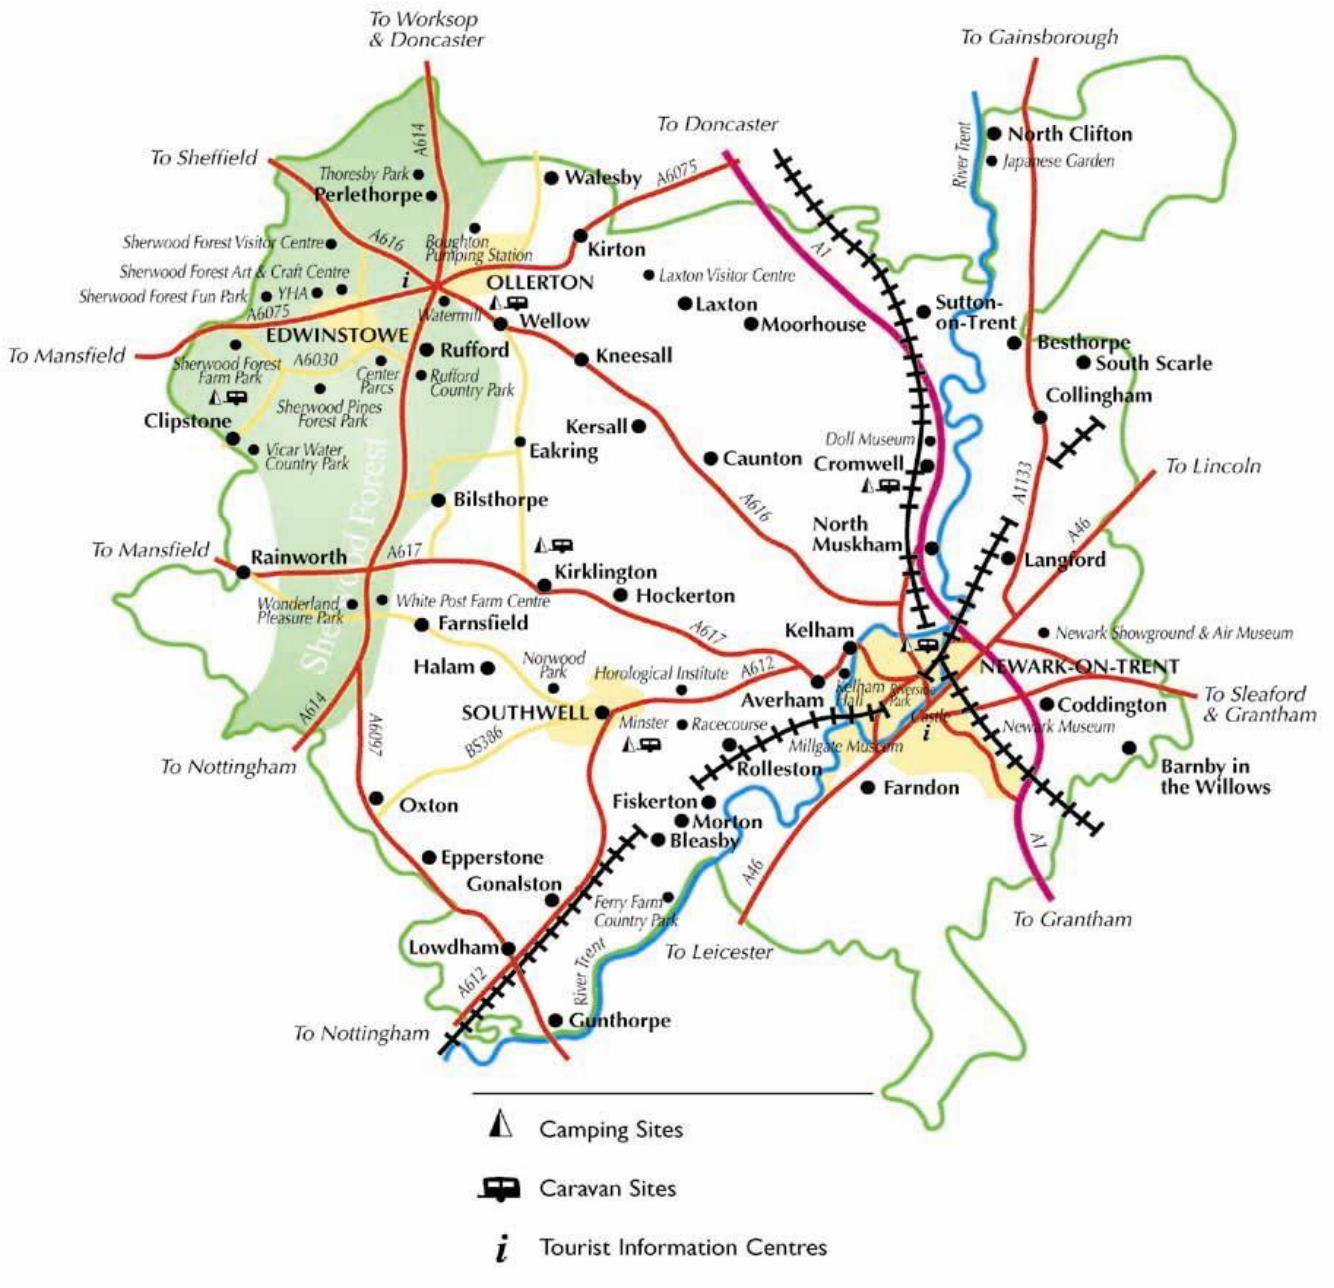 To Worksop
& Doncaster
To Gainsborough
To Doncaster
To Sheffield
A614
Thoresby Park
Perlethorpe
Walesby
A6075
River Trent
North Clifton
Japanese Garden
Sherwood Forest Visitor Centre
A616
Boughton
Pumping Station
Kirton
A1
Sherwood Forest Art & Craft Centre
i
OLLERTON
Laxton Visitor Centre
Sherwood Forest Fun Park
YHA
A6075
Watermill
Wellow
Laxton
Moorhouse
Sutton-
on-Trent
EDWINSTOWE
To Mansfield
Sherwood Forest
Farm Park
A6030
Center
Parcs
Rufford
Rufford
Country Park
Kneesall
Besthorpe
South Scarle
Collingham
Sherwood Pines
Forest Park
Clipstone
Vicar Water
Country Park
Eakring
Kersall
Caunton
Doll Museum
Cromwell
To Lincoln
Sherwood Forest
Bilsthorpe
A616
A1133
A46
North
Muskham
To Mansfield
Rainworth
A617
Kirklington
Hockerton
Langford
Wonderland
Pleasure Park
White Post Farm Centre
Farnsfield
A617
Kelham
Newark Showground & Air Museum
Halam
Norwood
Park
Horological Institute
A612
Averham
Kelham
Hall
Riverside
Park
NEWARK-ON-TRENT
To Sleaford
& Grantham
A614
A6097
SOUTHWELL
Minster
Racecourse
Castle
i
Coddington
Newark Museum
BS386
Millgate Museum
To Nottingham
Rolleston
Barnby in
the Willows
Oxton
Fiskerton
Farndon
Morton
Bleasby
A1
Epperstone
Gonalston
A46
Ferry Farm
Country Park
To Grantham
Lowdham
A612
River Trent
To Leicester
To Nottingham
Gunthorpe
Camping Sites
Caravan Sites
i Tourist Information Centres